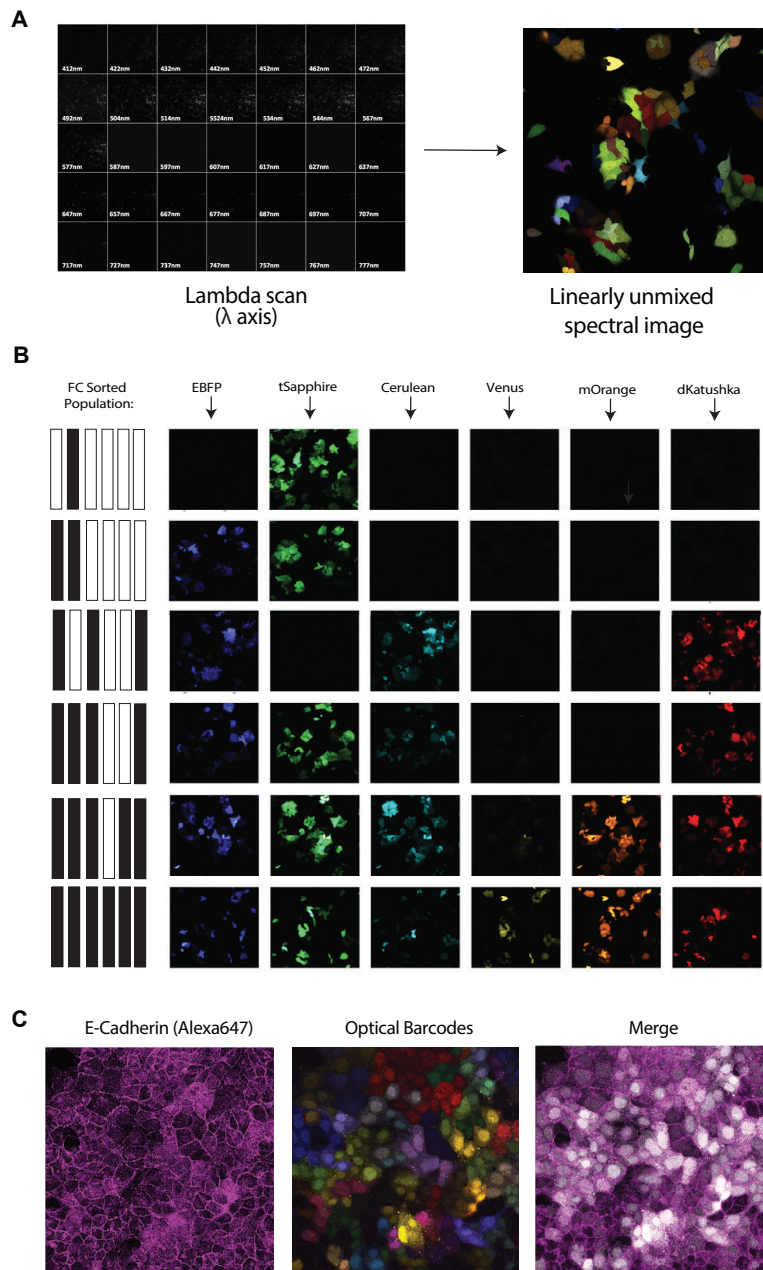 A
412nm 422nm 432nm 442nm 452nm 462nm 472nm
492nm 504nm 514nm 5524nm 534nm 544nm 567nm
577nm 587nm 597nm 607nm 617nm 627nm 637nm
647nm 657nm 667nm 677nm 687nm 697nm 707nm
717nm 727nm 737nm 747nm 757nm 767nm 777nm
Lambda scan
(λ axis)
Linearly unmixed
spectral image
B
FC Sorted
Population:
EBFP
tSapphire
Cerulean
Venus
mOrange
dKatushka
C
E-Cadherin (Alexa647)
Optical Barcodes
Merge